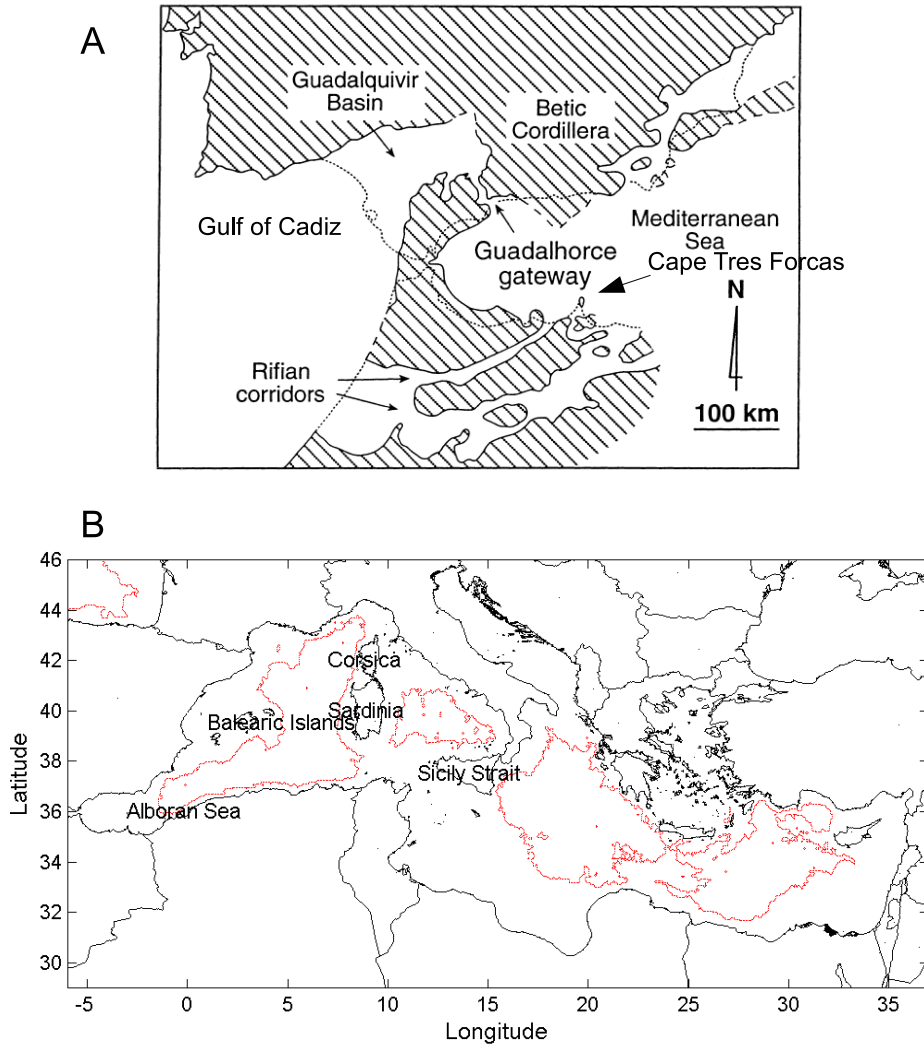 A
Guadalquivir
Basin
Betic
Cordillera
Gulf of Cadiz
Mediterranean
Sea
Guadalhorce
gateway
Cape Tres Forcas
N
Rifian
corridors
100 km
B
46
44
42
40
38
36
34
32
30
Latitude
Corsica
Sardinia
Balearic Islands
Sicily Strait
Alboran Sea
-5
0
5
10
15
20
25
30
35
Longitude